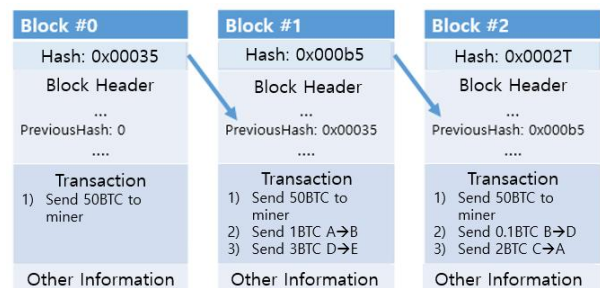 Block #0
Hash: 0x00035
Block Header
...
PreviousHash: 0
....
Transaction
1) Send 50BTC to
miner
Other Information
Block #1
Hash: 0x000b5
Block Header
...
PreviousHash: 0x00035
....
Transaction
1) Send 50BTC to
miner
2) Send 1BTC A→B
3) Send 3BTC D→E
Other Information
Block #2
Hash: 0x0002T
Block Header
...
PreviousHash: 0x000b5
....
Transaction
1) Send 50BTC to
miner
2) Send 0.1BTC B→D
3) Send 2BTC C→A
Other Information